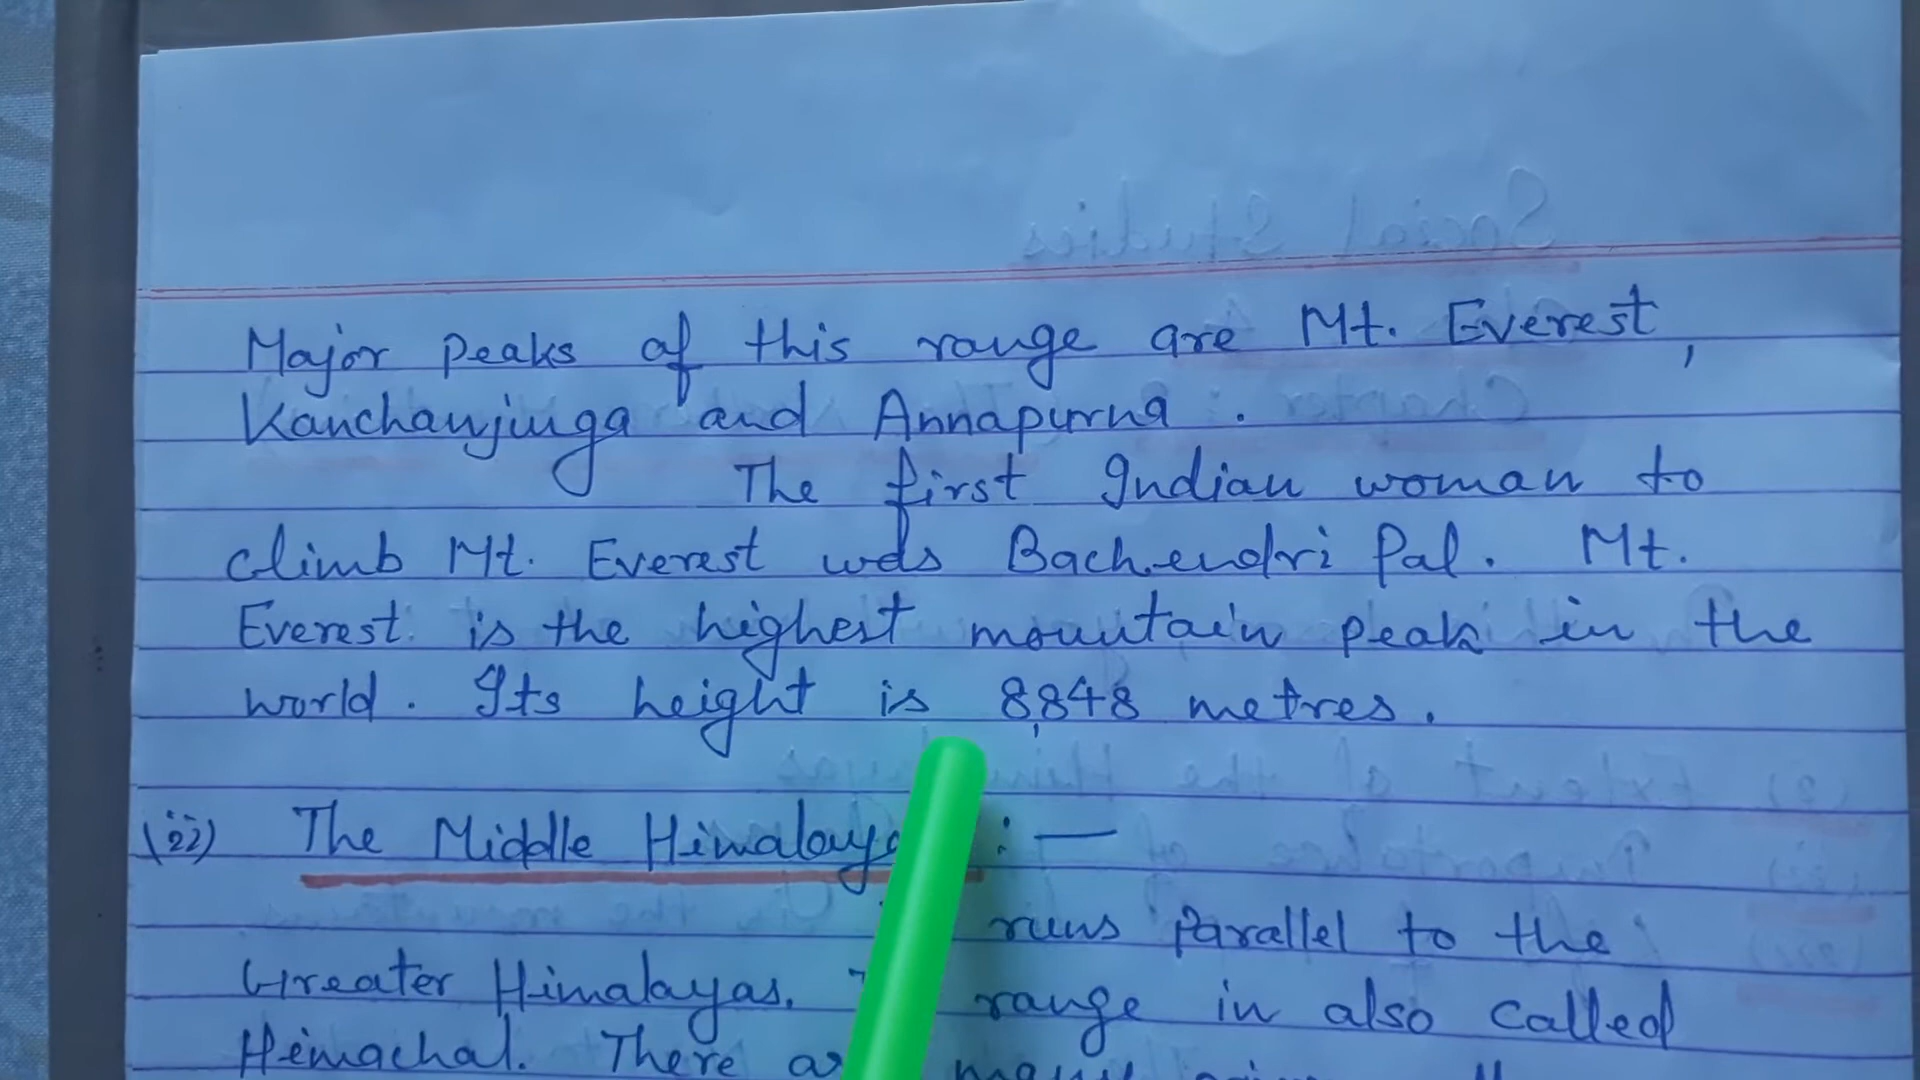 Major Peaks of this range are Mt. Everest,
Kanchanjunga and Annapurna.
The first Indian woman to
climb Mt. Everest was Bachendri Pal. Mt.
Everest is the highest mountain peak in the
world. Its height is 8,848 metres.
(ii) The Middle Himalaya :—
runs Parallel to the
Greater Himalayas. range in also called
Himachal. There many